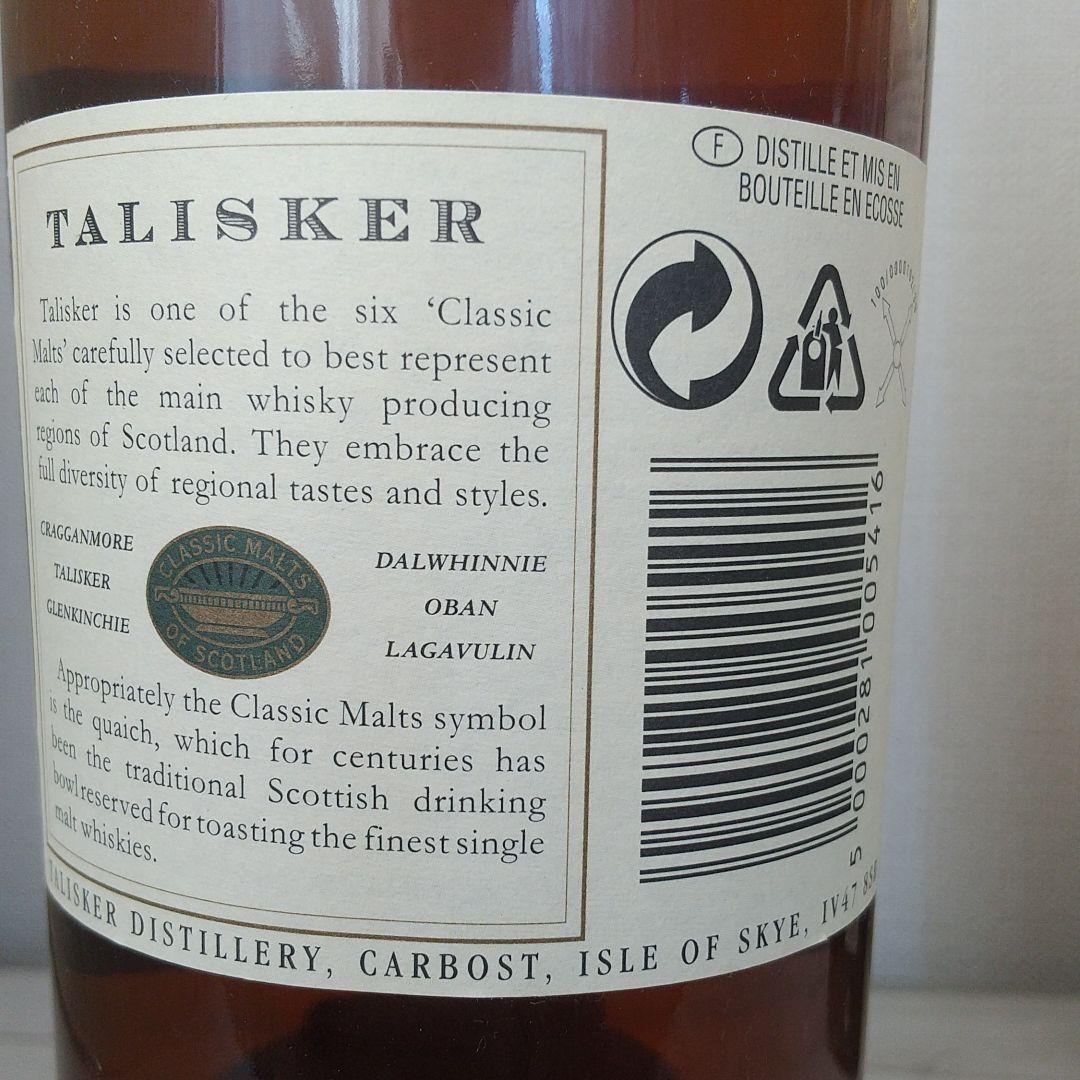 TALISKER
Talisker is one of the six ‘Classic
Malts’ carefully selected to best represent
each of the main whisky producing
regions of Scotland. They embrace the
full diversity of regional tastes and styles.
CRAGGANMORE
TALISKER
GLENKINCHIE
CLASSIC MALTS
OF SCOTLAND
DALWHINNIE
OBAN
LAGAVULIN
Appropriately the Classic Malts symbol
is the quaich, which for centuries has
been the traditional Scottish drinking
bowl reserved for toasting the finest single
malt whiskies.
TALISKER DISTILLERY, CARBOST, ISLE OF SKYE, IV47
F DISTILLE ET MIS EN
BOUTEILLE EN ECOSSE
5 000281 005416